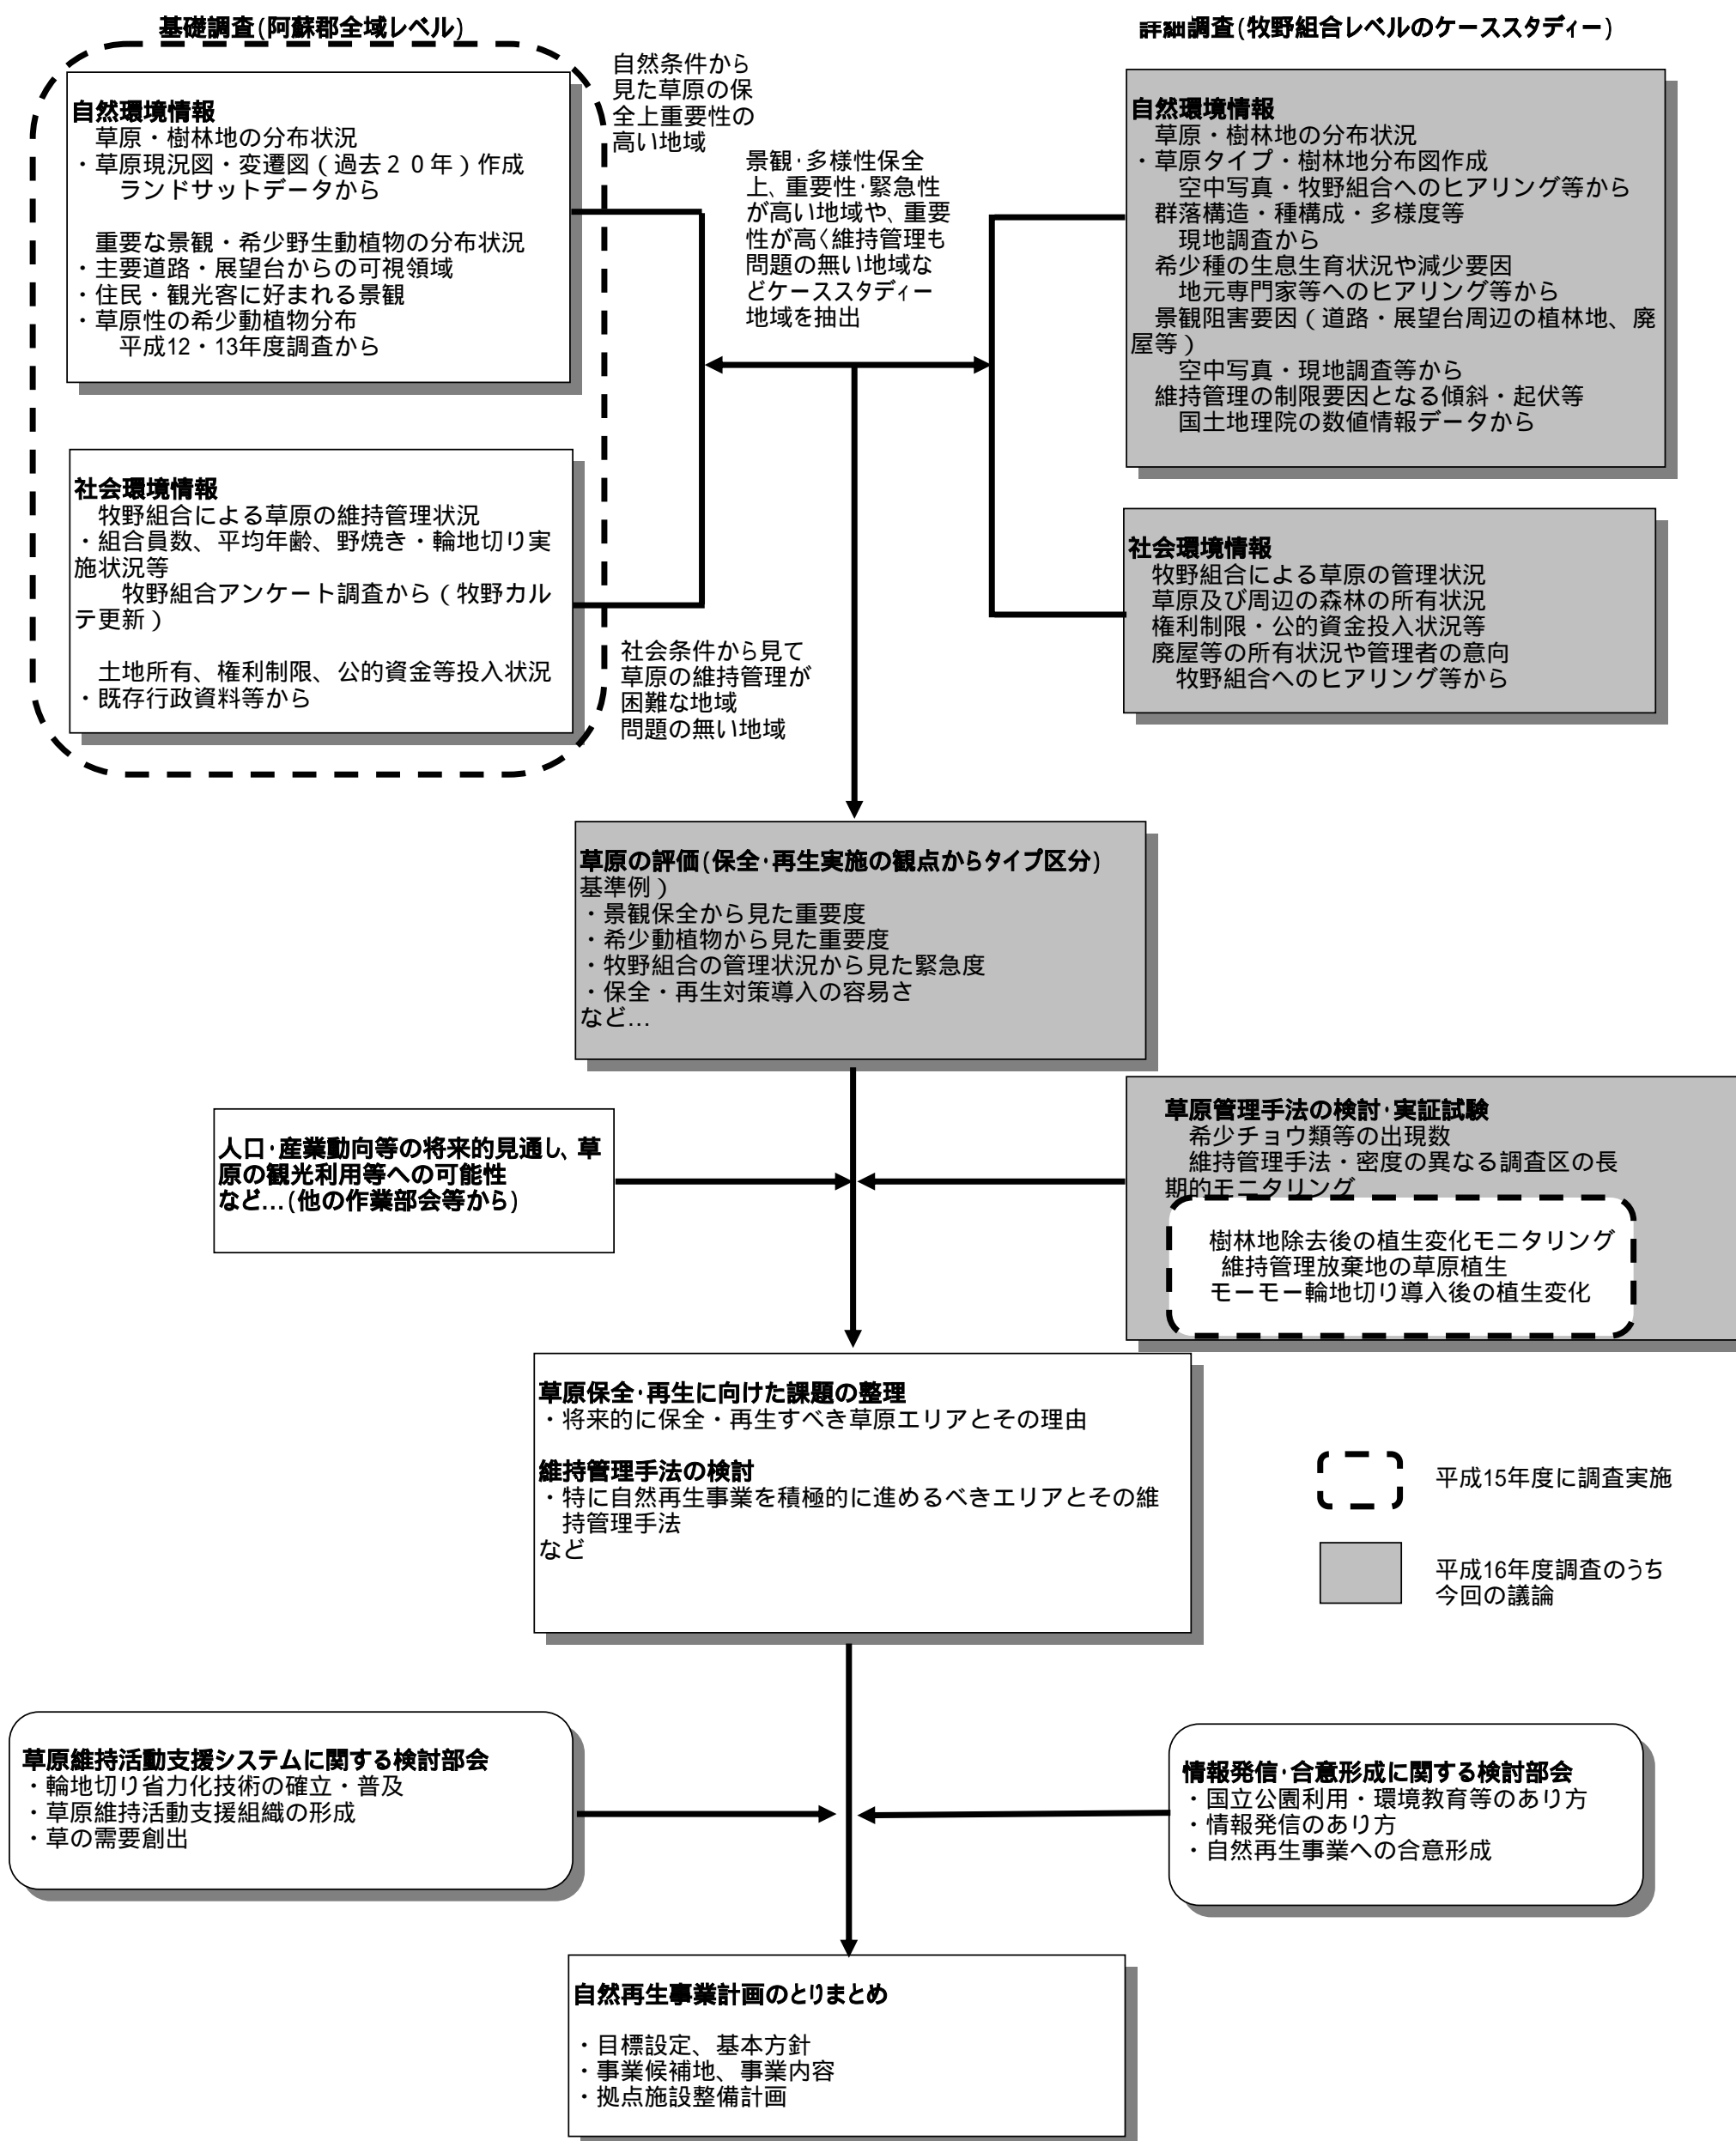 基礎調査(阿蘇郡全域レベル)
自然環境情報
草原・樹林地の分布状況
・草原現況図・変遷図（過去２０年）作成
ランドサットデータから
重要な景観・希少野生動植物の分布状況
・主要道路・展望台からの可視領域
・住民・観光客に好まれる景観
・草原性の希少動植物分布
平成12・13年度調査から
社会環境情報
牧野組合による草原の維持管理状況
・組合員数、平均年齢、野焼き・輪地切り実
施状況等
牧野組合アンケート調査から（牧野カル
テ更新）
土地所有、権利制限、公的資金等投入状況
・既存行政資料等から
自然条件から
見た草原の保
全上重要性の
高い地域
景観･多様性保全
上、重要性･緊急性
が高い地域や、重要
性が高く維持管理も
問題の無い地域な
どケーススタディー
地域を抽出
社会条件から見て
草原の維持管理が
困難な地域
問題の無い地域
詳細調査(牧野組合レベルのケーススタディー)
自然環境情報
草原・樹林地の分布状況
・草原タイプ・樹林地分布図作成
空中写真・牧野組合へのヒアリング等から
群落構造・種構成・多様度等
現地調査から
希少種の生息生育状況や減少要因
地元専門家等へのヒアリング等から
景観阻害要因（道路・展望台周辺の植林地、廃
屋等）
空中写真・現地調査等から
維持管理の制限要因となる傾斜・起伏等
国土地理院の数値情報データから
社会環境情報
牧野組合による草原の管理状況
草原及び周辺の森林の所有状況
権利制限・公的資金投入状況等
廃屋等の所有状況や管理者の意向
牧野組合へのヒアリング等から
草原の評価(保全･再生実施の観点からタイプ区分)
基準例）
・景観保全から見た重要度
・希少動植物から見た重要度
・牧野組合の管理状況から見た緊急度
・保全・再生対策導入の容易さ
など…
人口･産業動向等の将来的見通し、草
原の観光利用等への可能性
など…(他の作業部会等から)
草原管理手法の検討･実証試験
希少チョウ類等の出現数
維持管理手法・密度の異なる調査区の長
期的モニタリング
樹林地除去後の植生変化モニタリング
維持管理放棄地の草原植生
モーモー輪地切り導入後の植生変化
草原保全･再生に向けた課題の整理
・将来的に保全・再生すべき草原エリアとその理由
維持管理手法の検討
・特に自然再生事業を積極的に進めるべきエリアとその維
持管理手法
など
平成15年度に調査実施
平成16年度調査のうち
今回の議論
草原維持活動支援システムに関する検討部会
・輪地切り省力化技術の確立・普及
・草原維持活動支援組織の形成
・草の需要創出
情報発信･合意形成に関する検討部会
・国立公園利用・環境教育等のあり方
・情報発信のあり方
・自然再生事業への合意形成
自然再生事業計画のとりまとめ
・目標設定、基本方針
・事業候補地、事業内容
・拠点施設整備計画